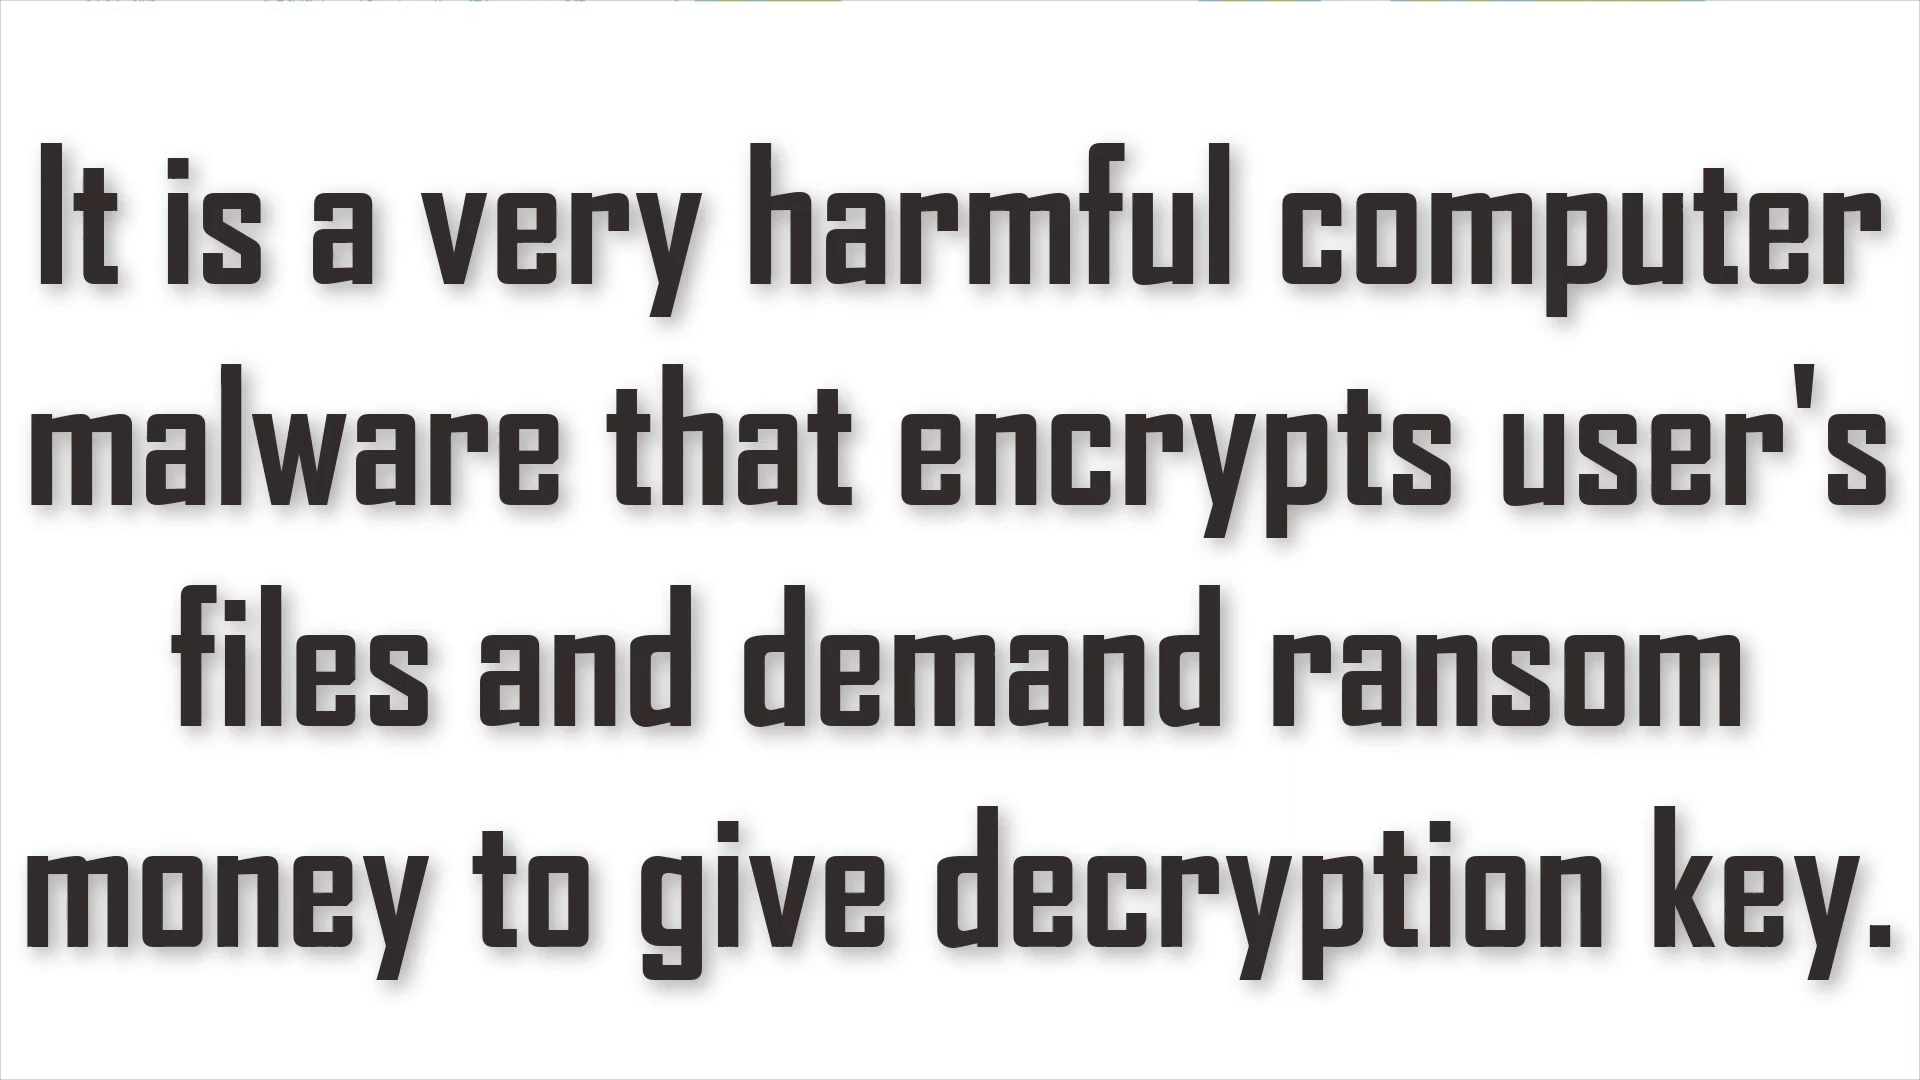 It is a very harmful computer
malware that encrypts user's
files and demand ransom
money to give decryption key.